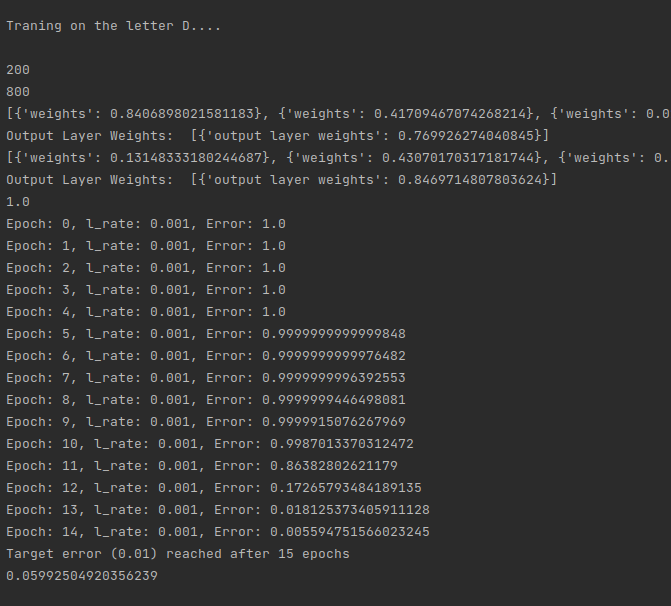 Traning on the letter D....
200
800
[{'weights': 0.8406898021581183}, {'weights': 0.41709467074268214}, {'weights': 0.0
Output Layer Weights:  [{'output layer weights': 0.769926274040845}]
[{'weights': 0.13148333180244687}, {'weights': 0.43070170317181744}, {'weights': 0.
Output Layer Weights:  [{'output layer weights': 0.8469714807803624}]
1.0
Epoch: 0, l_rate: 0.001, Error: 1.0
Epoch: 1, l_rate: 0.001, Error: 1.0
Epoch: 2, l_rate: 0.001, Error: 1.0
Epoch: 3, l_rate: 0.001, Error: 1.0
Epoch: 4, l_rate: 0.001, Error: 1.0
Epoch: 5, l_rate: 0.001, Error: 0.9999999999999848
Epoch: 6, l_rate: 0.001, Error: 0.9999999999976482
Epoch: 7, l_rate: 0.001, Error: 0.9999999996392553
Epoch: 8, l_rate: 0.001, Error: 0.9999999446498081
Epoch: 9, l_rate: 0.001, Error: 0.9999915076267969
Epoch: 10, l_rate: 0.001, Error: 0.9987013370312472
Epoch: 11, l_rate: 0.001, Error: 0.86382802621179
Epoch: 12, l_rate: 0.001, Error: 0.17265793484189135
Epoch: 13, l_rate: 0.001, Error: 0.018125373405911128
Epoch: 14, l_rate: 0.001, Error: 0.005594751566023245
Target error (0.01) reached after 15 epochs
0.05992504920356239